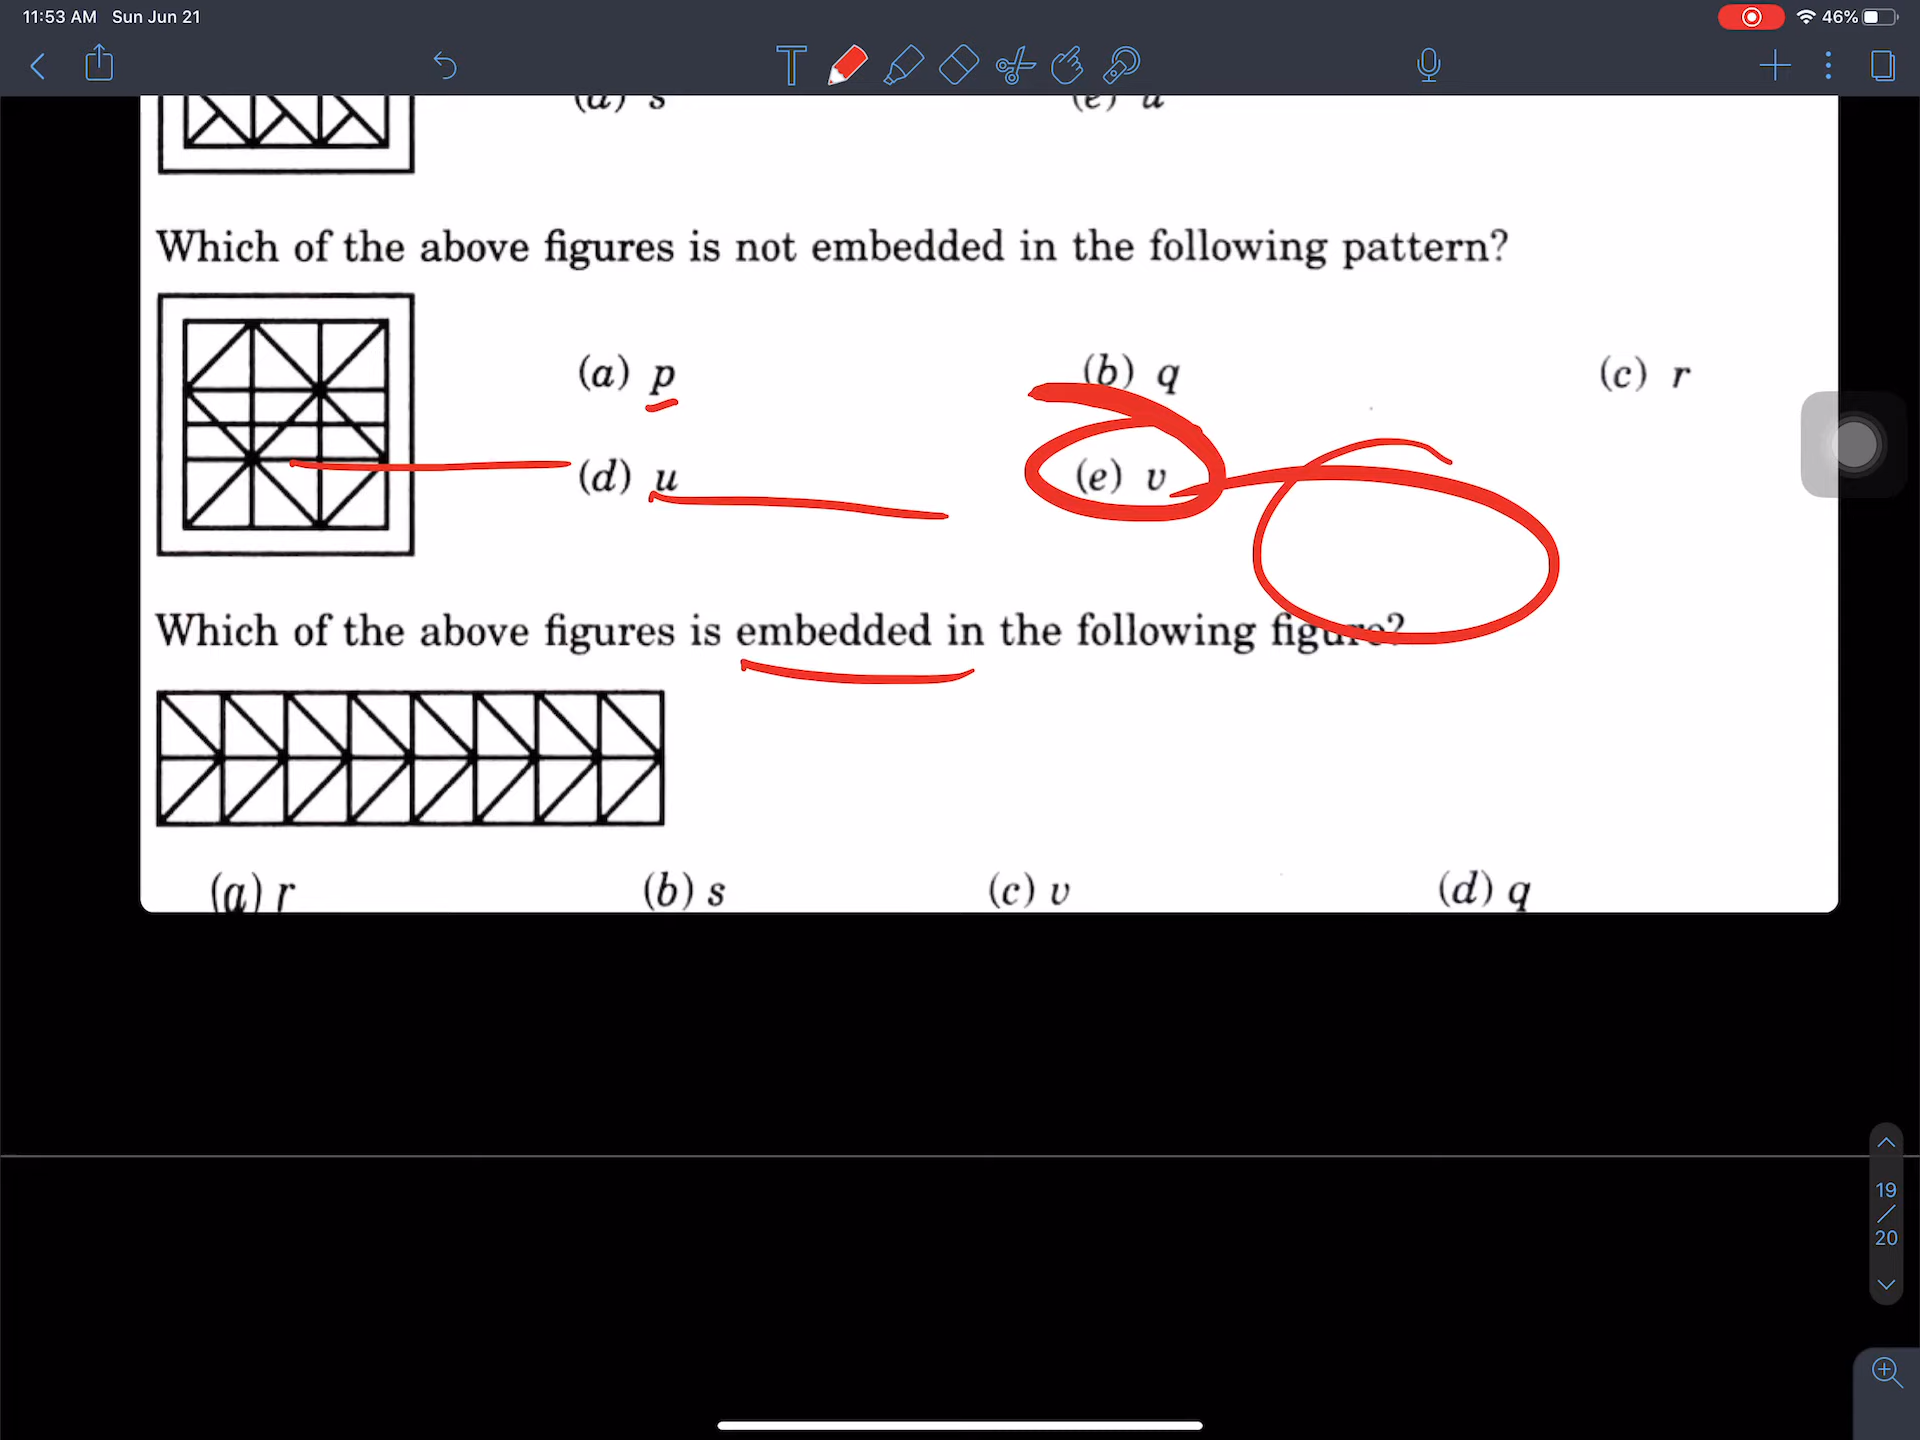 11:53 AM Sun Jun 21
46%
T
(d) s (e) u
Which of the above figures is not embedded in the following pattern?
(a) p (b) q (c) r
(d) u (e) v
Which of the above figures is embedded in the following figure?
(a) r (b) s (c) v (d) q
19
/
20